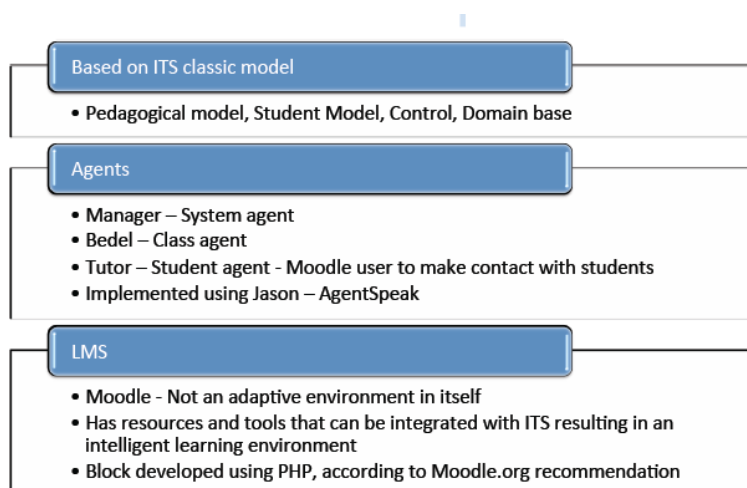 Based on ITS classic model
• Pedagogical model, Student Model, Control, Domain base
Agents
• Manager – System agent
• Bedel – Class agent
• Tutor – Student agent - Moodle user to make contact with students
• Implemented using Jason – AgentSpeak
LMS
• Moodle - Not an adaptive environment in itself
• Has resources and tools that can be integrated with ITS resulting in an
intelligent learning environment
• Block developed using PHP, according to Moodle.org recommendation